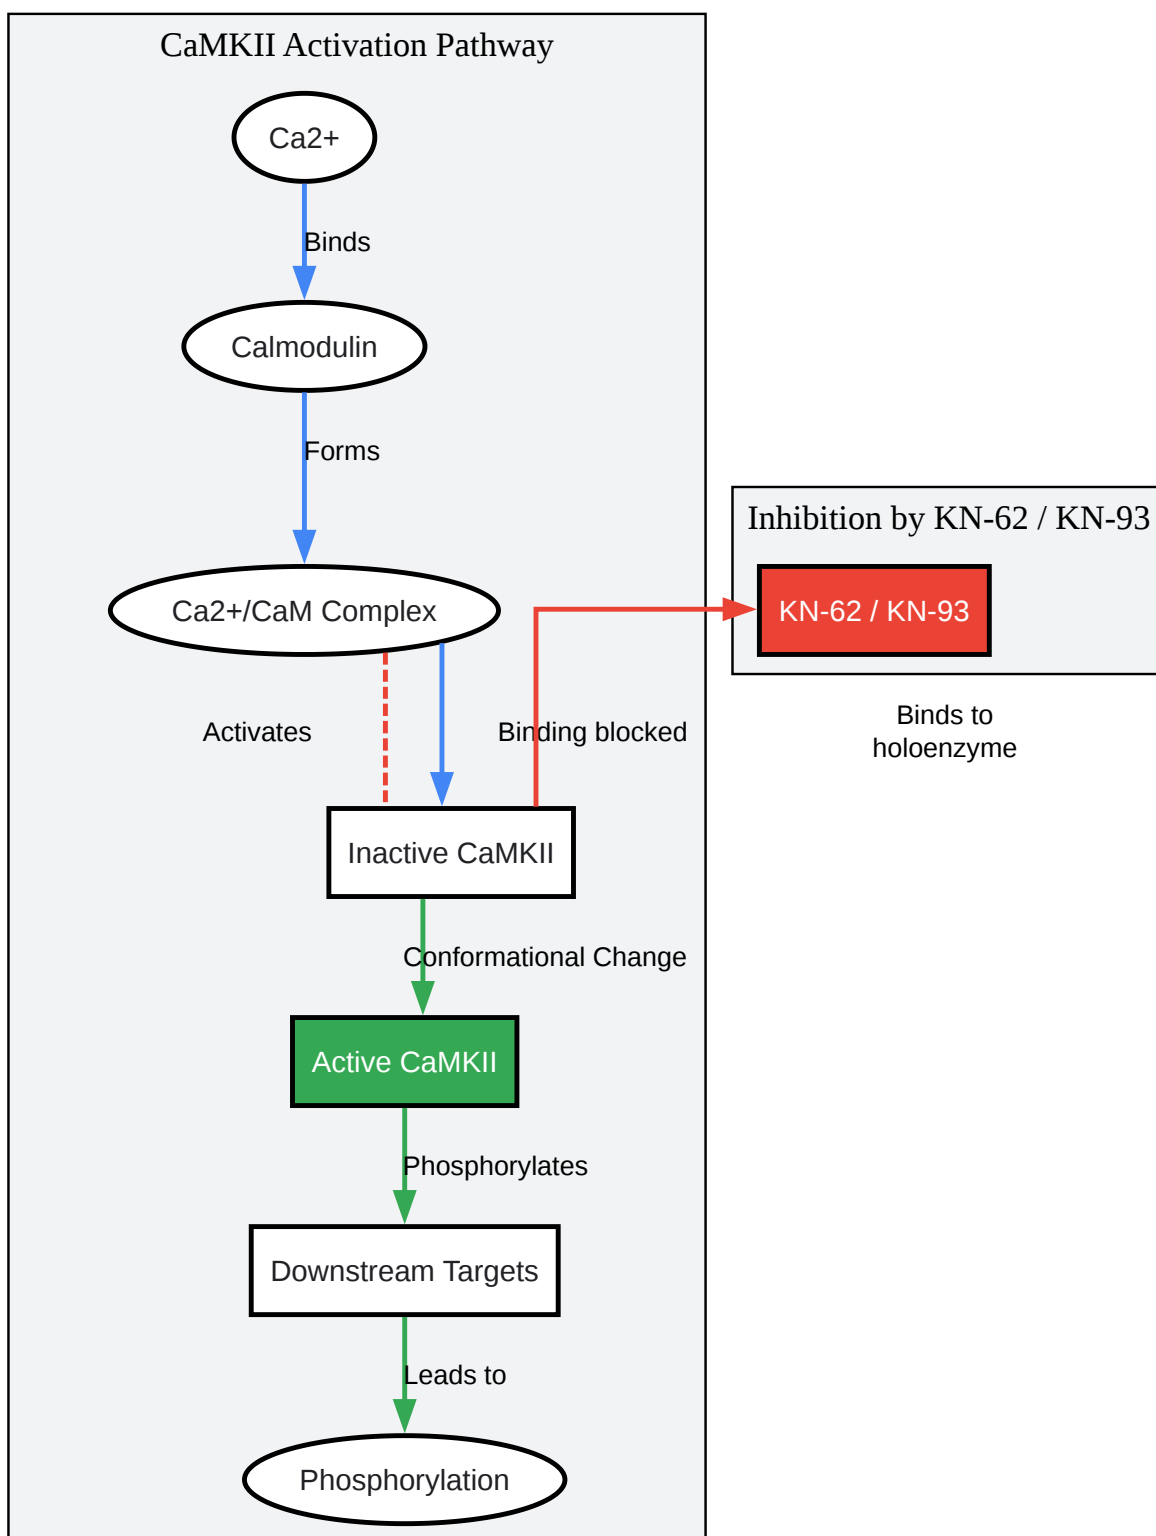 CaMKII Activation Pathway
Ca2+
Binds
Calmodulin
Forms
Inhibition by KN-62 / KN-93
Ca2+/CaM Complex
KN-62 / KN-93
Activates
Binding blocked
Binds to
holoenzyme
Inactive CaMKII
Conformational Change
Active CaMKII
Phosphorylates
Downstream Targets
Leads to
Phosphorylation